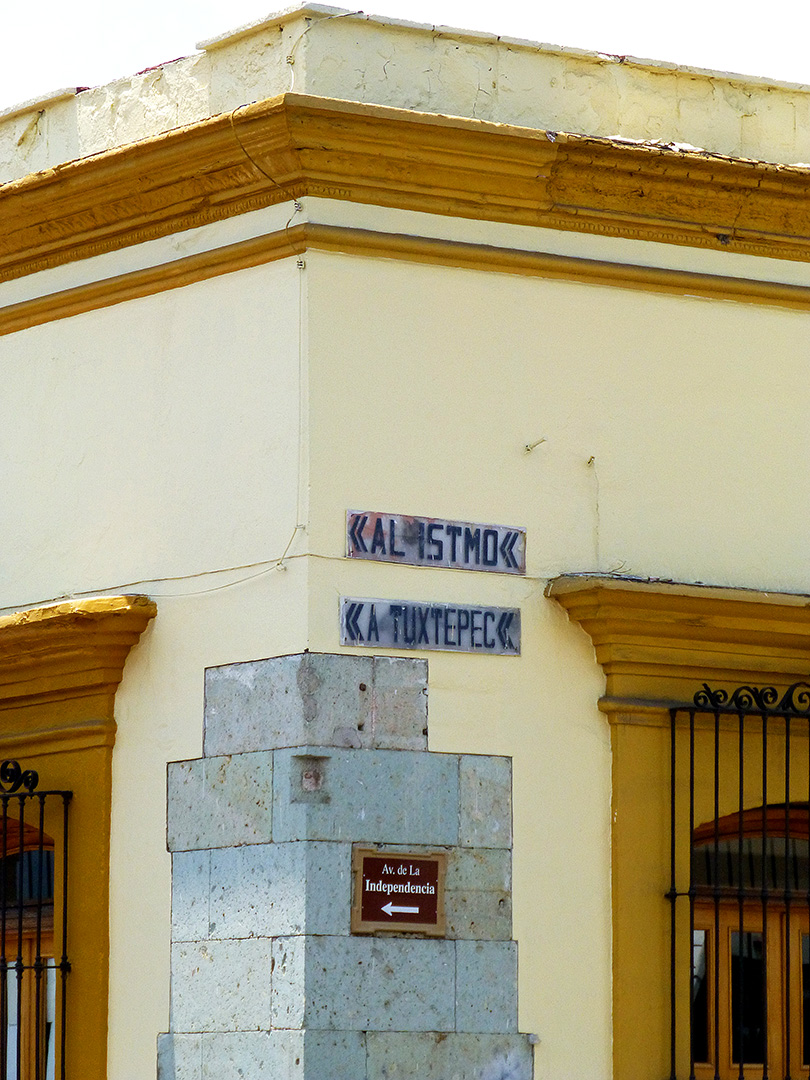 《AL ISTMO《
《A TUXTEPEC《
Av. de La
Independencia
←